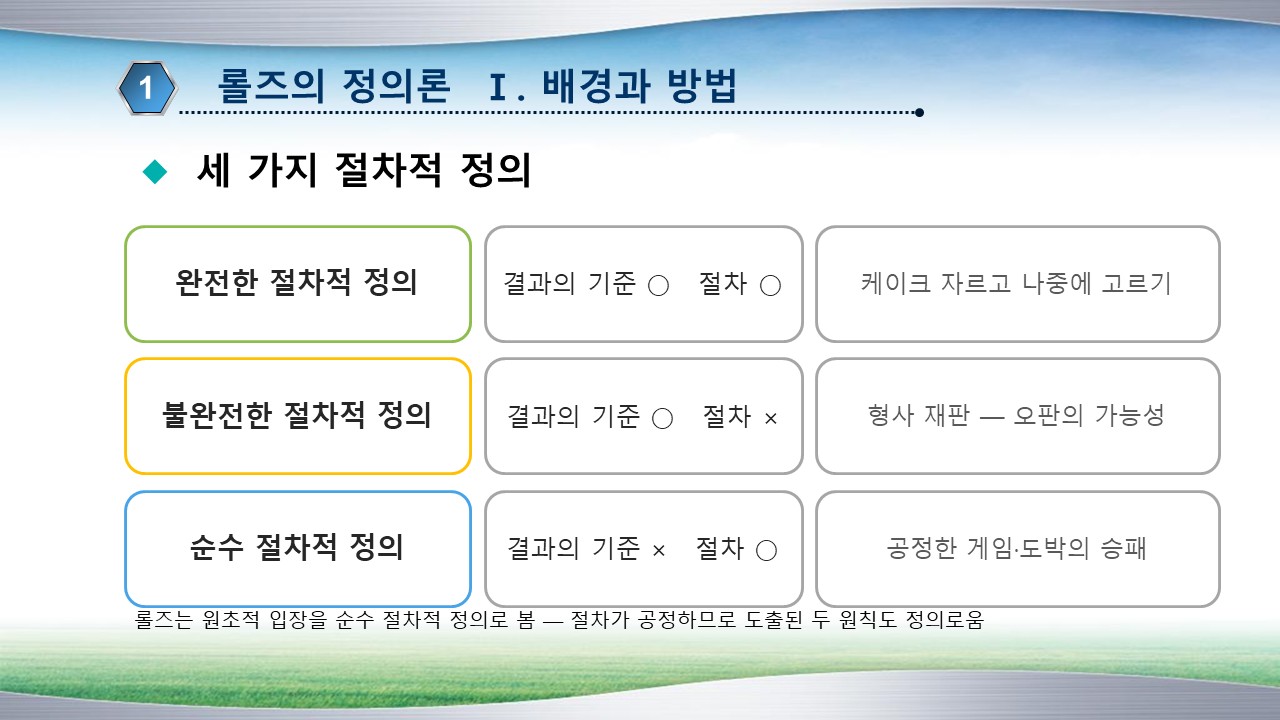 1 롤즈의 정의론 Ⅰ. 배경과 방법
◆ 세 가지 절차적 정의
완전한 절차적 정의 결과의 기준 ○ 절차 ○ 케이크 자르고 나중에 고르기
불완전한 절차적 정의 결과의 기준 ○ 절차 × 형사 재판 — 오판의 가능성
순수 절차적 정의 결과의 기준 × 절차 ○ 공정한 게임·도박의 승패
롤즈는 원초적 입장을 순수 절차적 정의로 봄 — 절차가 공정하므로 도출된 두 원칙도 정의로움